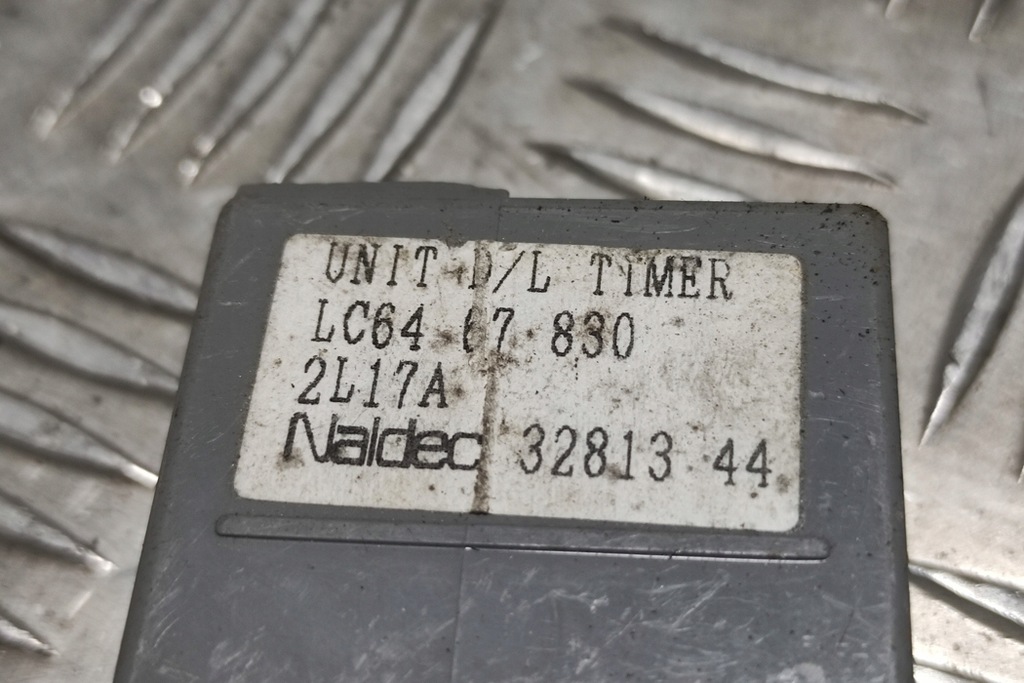 UNIT D/L TIMER
LC64 67 830
2L17A
Naldec 32813 44